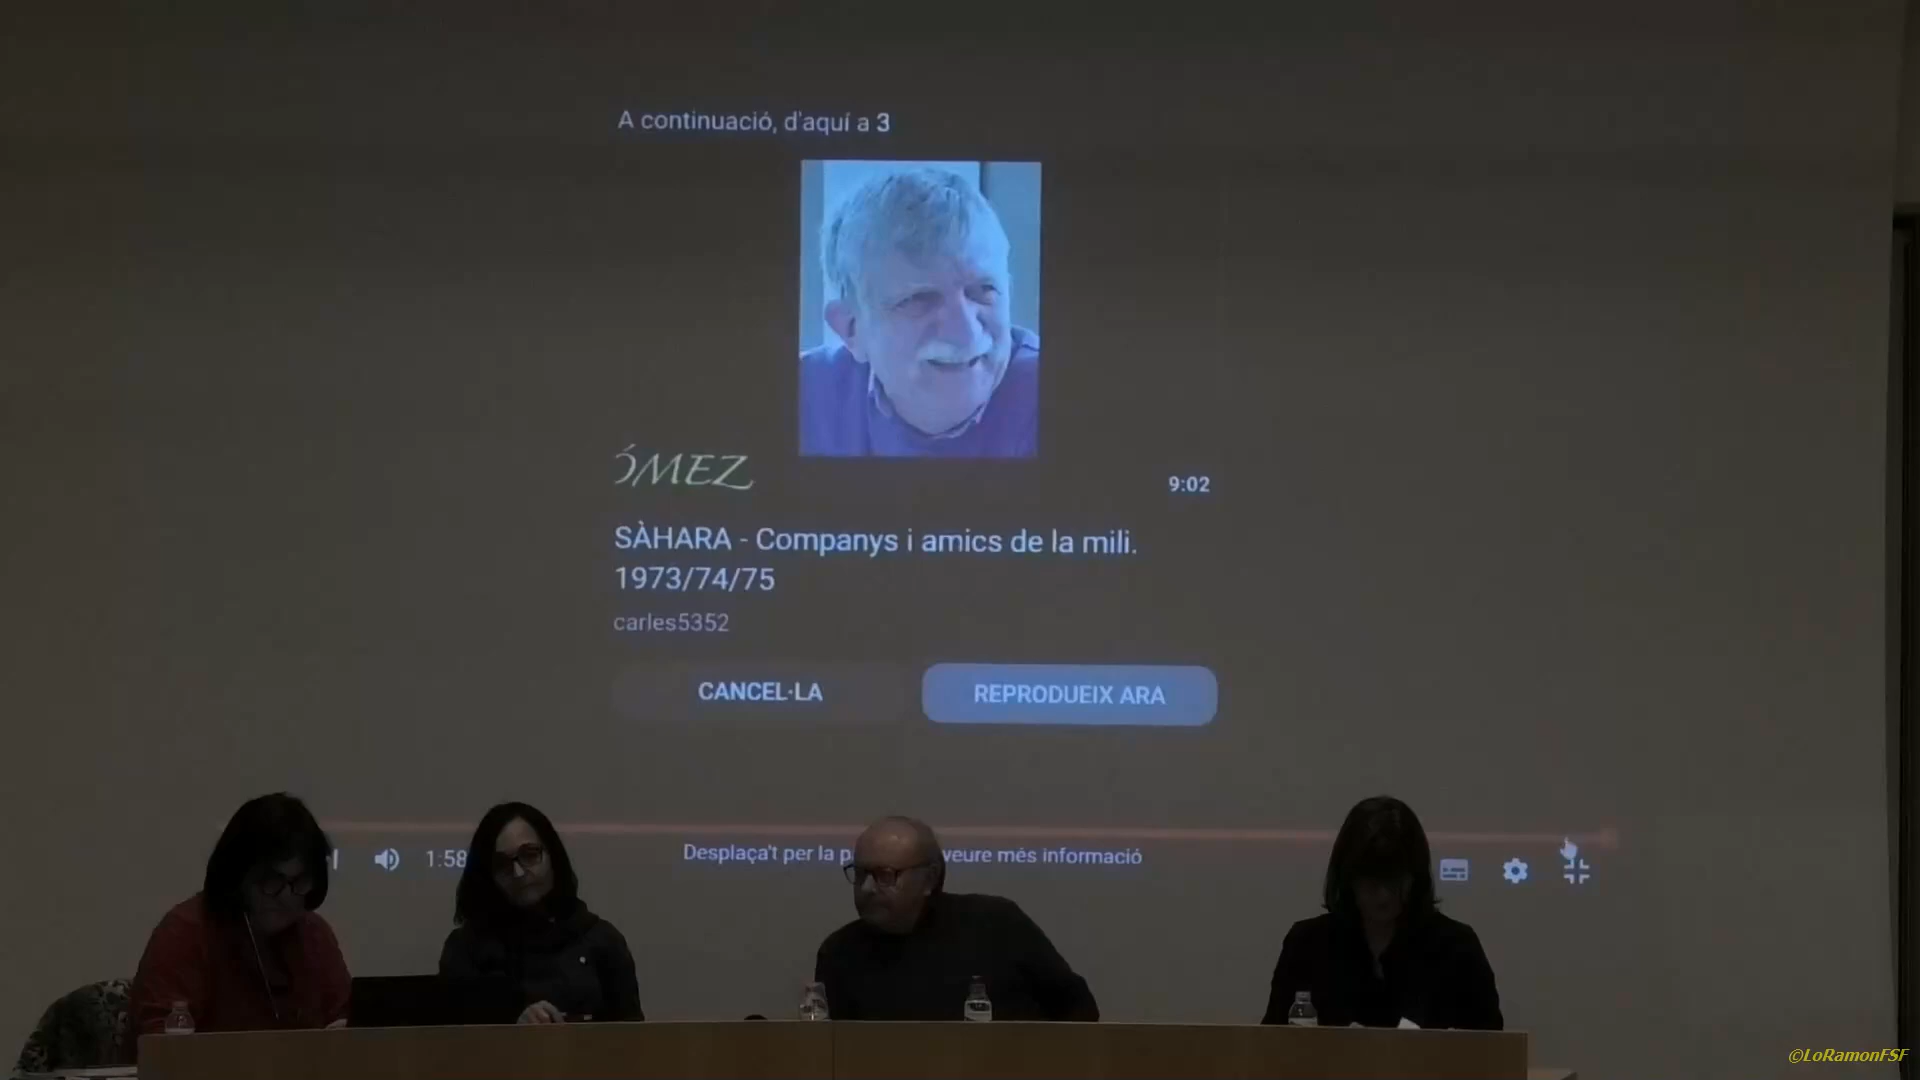 A continuació, d'aquí a 3
ÓMEZ
9:02
SÀHARA - Companys i amics de la mili.
1973/74/75
carles5352
CANCEL·LA
REPRODUEIX ARA
1:58
Desplaça't per la veure més informació
©LoRamonFSF